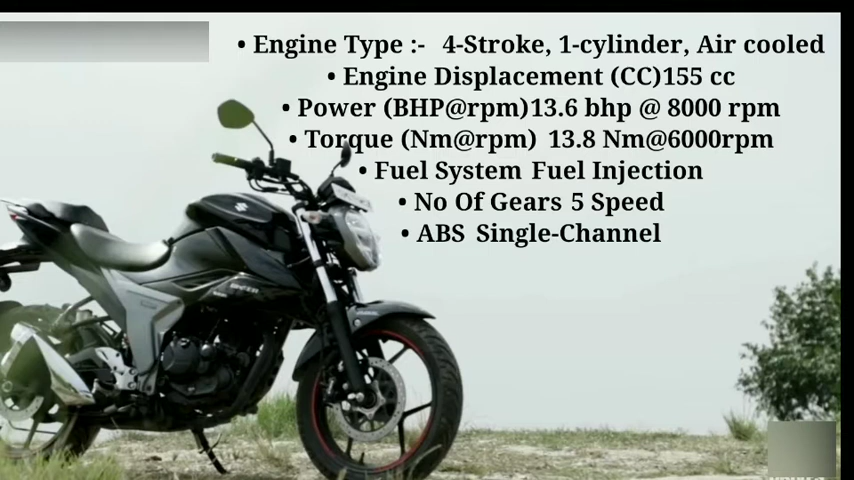 • Engine Type :- 4-Stroke, 1-cylinder, Air cooled
• Engine Displacement (CC)155 cc
• Power (BHP@rpm)13.6 bhp @ 8000 rpm
• Torque (Nm@rpm) 13.8 Nm@6000rpm
• Fuel System Fuel Injection
• No Of Gears 5 Speed
• ABS Single-Channel